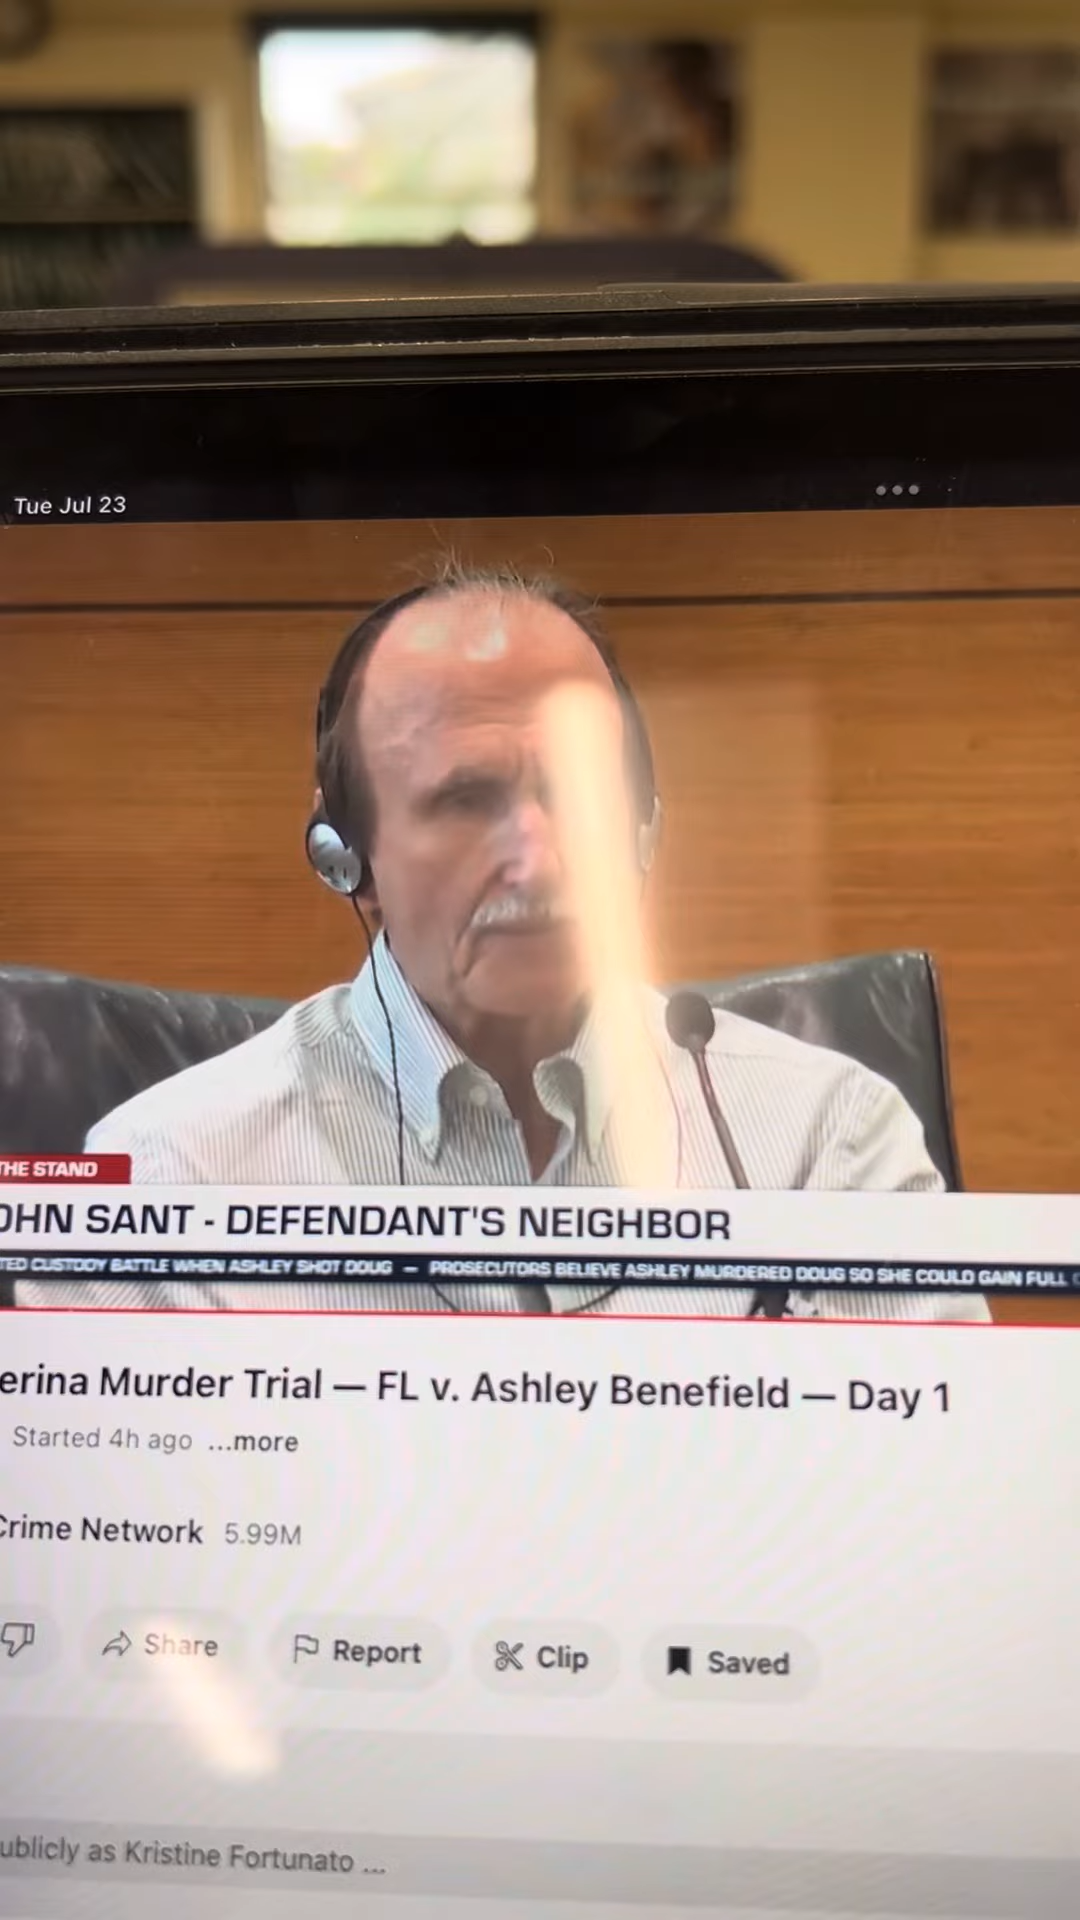 Tue Jul 23
THE STAND
OHN SANT - DEFENDANT'S NEIGHBOR
TED CUSTODY BATTLE WHEN ASHLEY SHOT DOUG — PROSECUTORS BELIEVE ASHLEY MURDERED DOUG SO SHE COULD GAIN FULL
erina Murder Trial — FL v. Ashley Benefield — Day 1
Started 4h ago ...more
Crime Network 5.99M
Share Report Clip Saved
ublicly as Kristine Fortunato ...